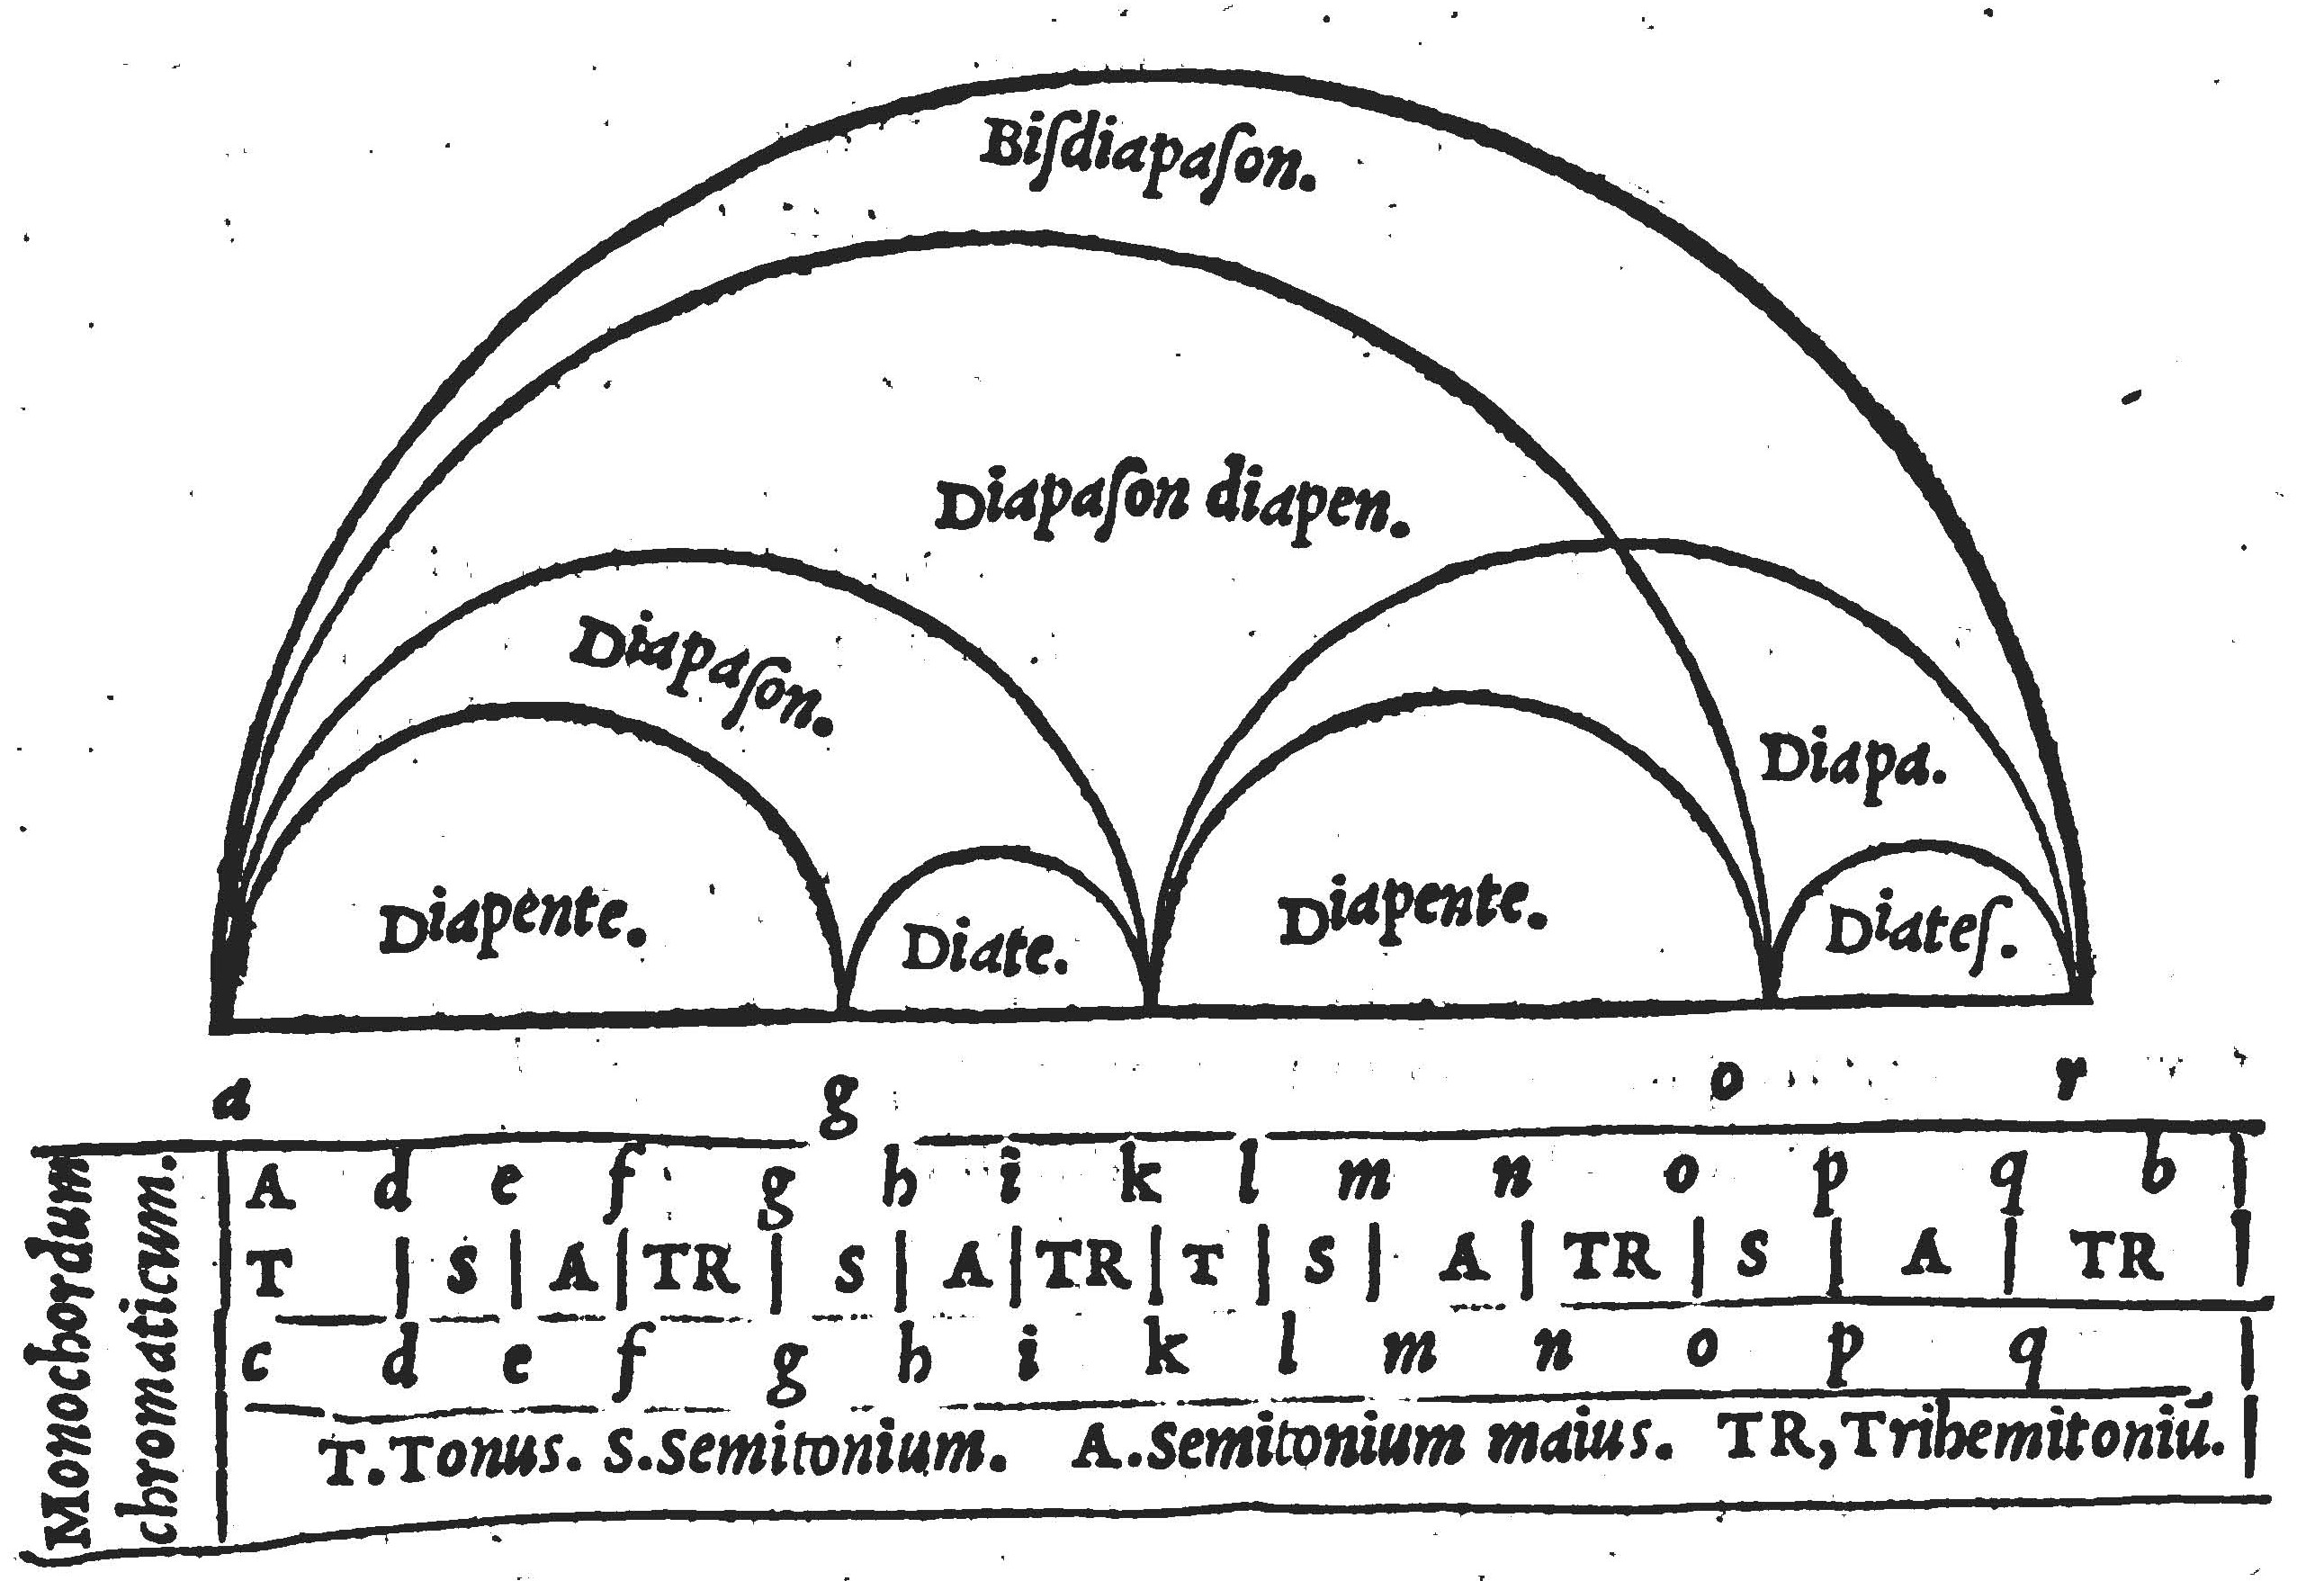 Biſdiapaſon.
Diapaſon diapen.
Diapaſon.
Diapa.
Diapente.
Diate.
Diapente.
Diateſ.
a g o r
Monochordum
chromaticum.
A d e f g h i k l m n o p q b
T | S | A | TR | S | A | TR | T | S | A | TR | S | A | TR
c d e f g h i k l m n o p q
T. Tonus. S. Semitonium. A. Semitonium maius. TR, Trihemitoniū.